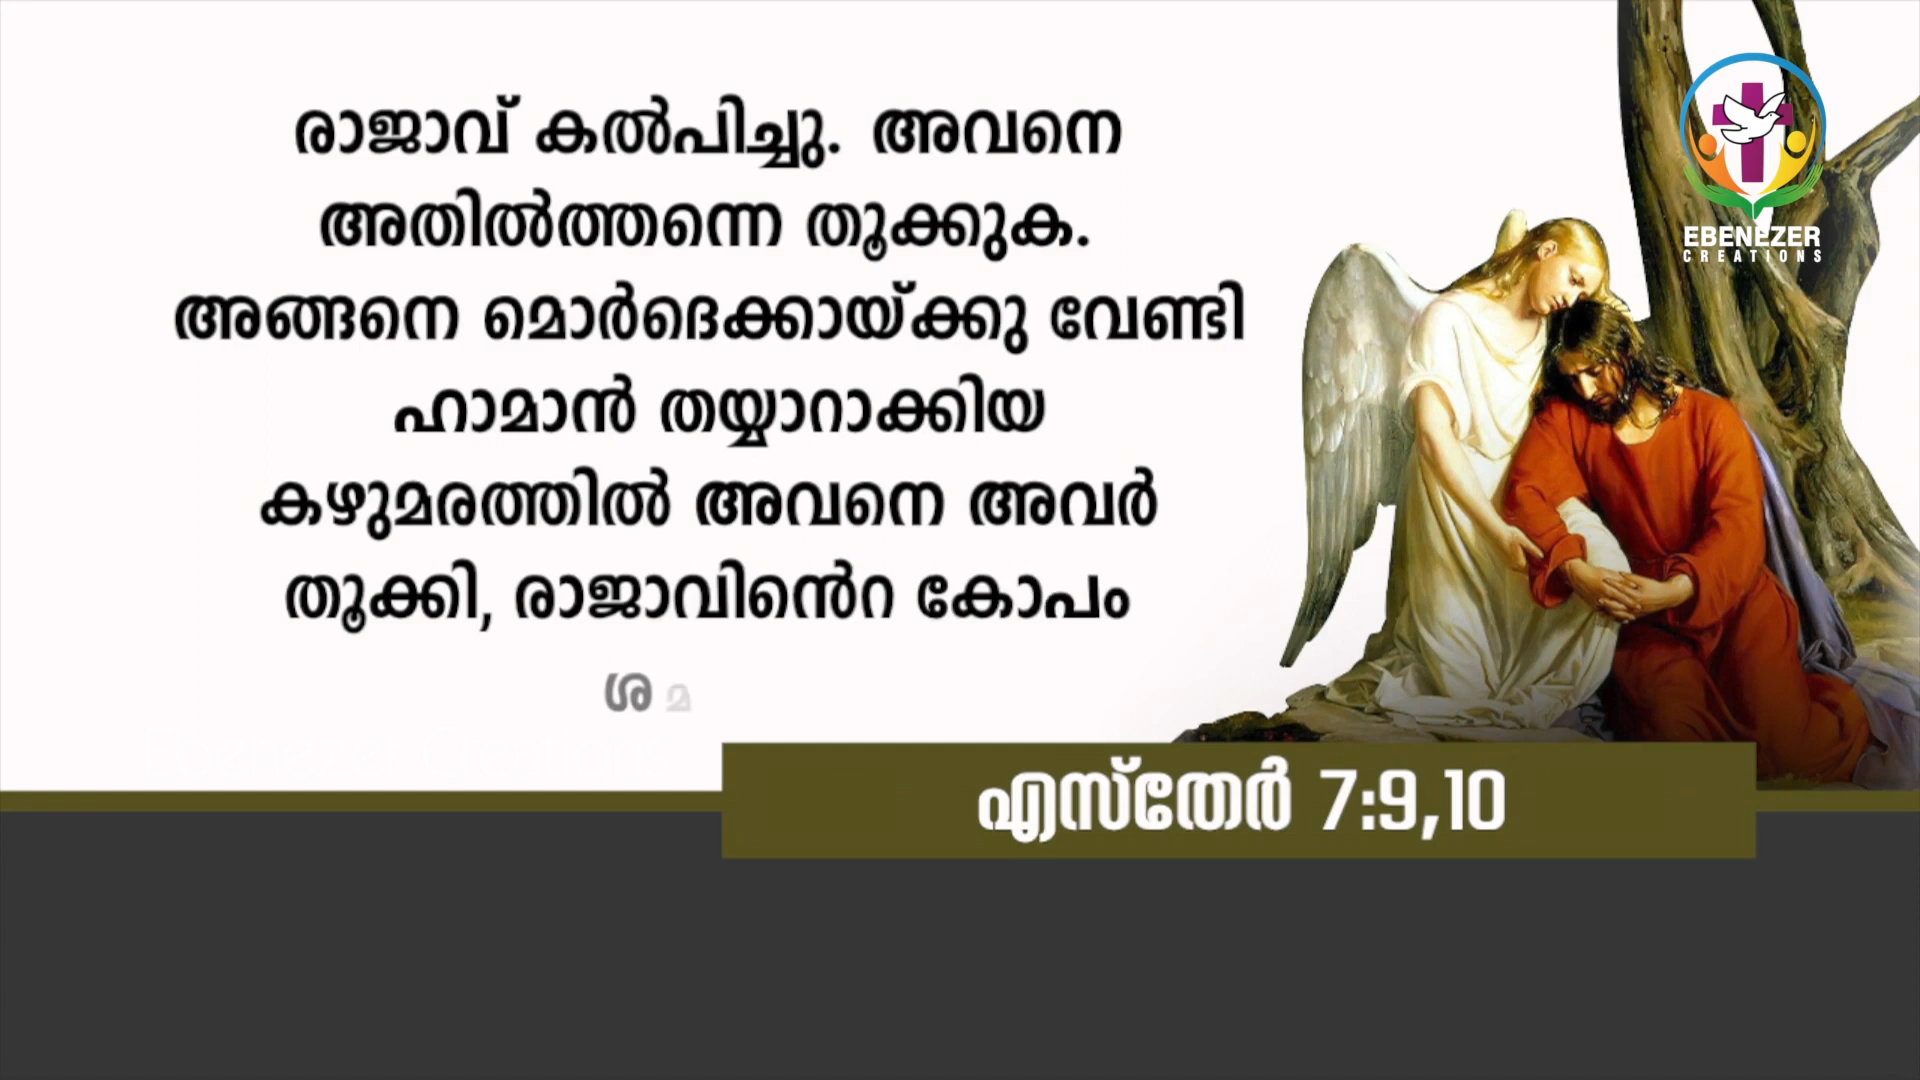 രാജാവ് കൽപിച്ചു. അവനെ
അതിൽത്തന്നെ തൂക്കുക.
അങ്ങനെ മൊർദെക്കായ്ക്കു വേണ്ടി
ഹാമാൻ തയ്യാറാക്കിയ
കഴുമരത്തിൽ അവനെ അവർ
തൂക്കി, രാജാവിൻെറ കോപം
ശ മ
എസ്തേർ 7:9,10
EBENEZER
CREATIONS